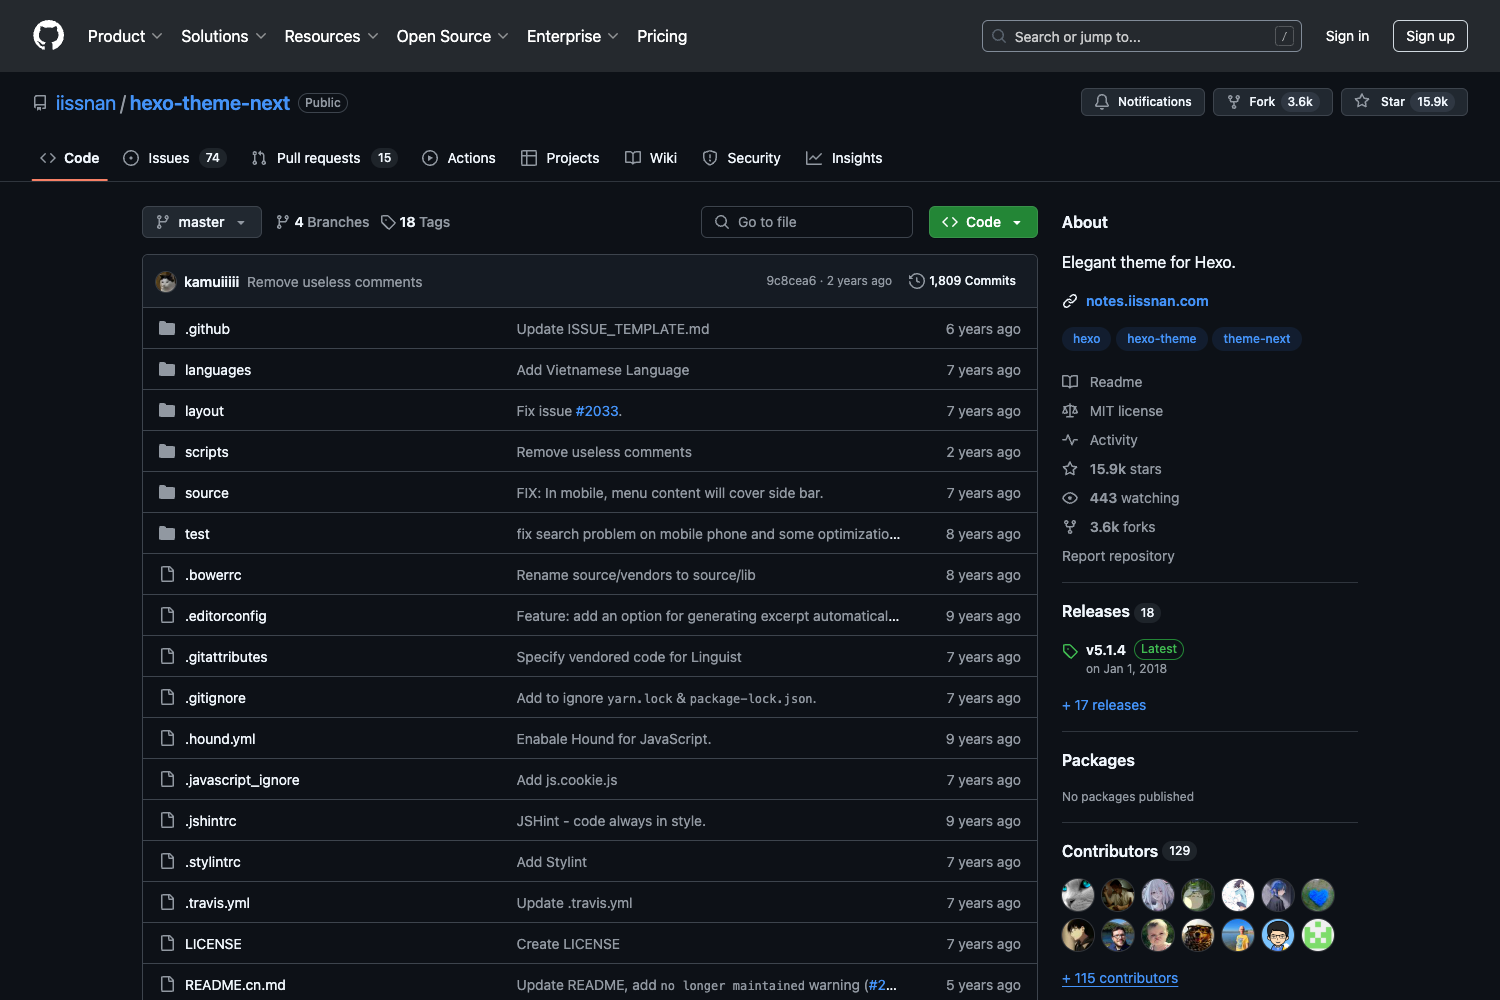 Product Solutions Resources Open Source Enterprise Pricing Search or jump to... / Sign in Sign up
iissnan / hexo-theme-next Public Notifications Fork 3.6k Star 15.9k
Code Issues 74 Pull requests 15 Actions Projects Wiki Security Insights
master 4 Branches 18 Tags Go to file Code
kamuiiiii Remove useless comments 9c8cea6 · 2 years ago 1,809 Commits
.github Update ISSUE_TEMPLATE.md 6 years ago
languages Add Vietnamese Language 7 years ago
layout Fix issue #2033. 7 years ago
scripts Remove useless comments 2 years ago
source FIX: In mobile, menu content will cover side bar. 7 years ago
test fix search problem on mobile phone and some optimizatio... 8 years ago
.bowerrc Rename source/vendors to source/lib 8 years ago
.editorconfig Feature: add an option for generating excerpt automatical... 9 years ago
.gitattributes Specify vendored code for Linguist 7 years ago
.gitignore Add to ignore yarn.lock & package-lock.json. 7 years ago
.hound.yml Enabale Hound for JavaScript. 9 years ago
.javascript_ignore Add js.cookie.js 7 years ago
.jshintrc JSHint - code always in style. 9 years ago
.stylintrc Add Stylint 7 years ago
.travis.yml Update .travis.yml 7 years ago
LICENSE Create LICENSE 7 years ago
README.cn.md Update README, add no longer maintained warning (#2... 5 years ago
About
Elegant theme for Hexo.
notes.iissnan.com
hexo hexo-theme theme-next
Readme
MIT license
Activity
15.9k stars
443 watching
3.6k forks
Report repository
Releases 18
v5.1.4 Latest
on Jan 1, 2018
+ 17 releases
Packages
No packages published
Contributors 129
+ 115 contributors